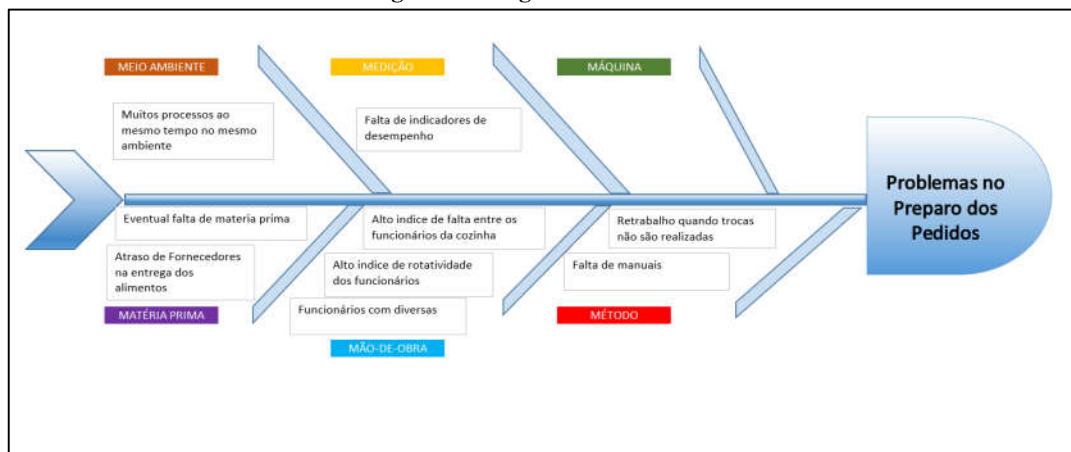 MEIO AMBIENTE
MEDIÇÃO
MÁQUINA
Muitos processos ao
mesmo tempo no mesmo
ambiente
Falta de indicadores de
desempenho
Problemas no
Preparo dos
Pedidos
Eventual falta de materia prima
Alto indice de falta entre os
funcionários da cozinha
Retrabalho quando trocas
não são realizadas
Atraso de Fornecedores
na entrega dos
alimentos
Alto indice de rotatividade
dos funcionários
Falta de manuais
Funcionários com diversas
MATÉRIA PRIMA
MÉTODO
MÃO-DE-OBRA